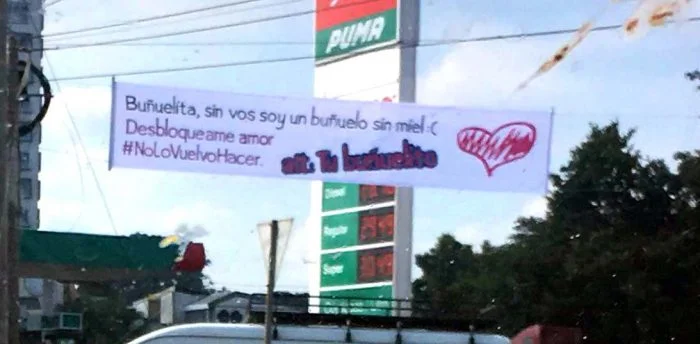 PUMA
Buñuelita, sin vos soy un buñuelo sin miel :(
Desbloqueame amor
#NoLoVuelvoHacer.
att: Tu buñuelito
Diesel
Regular
Super